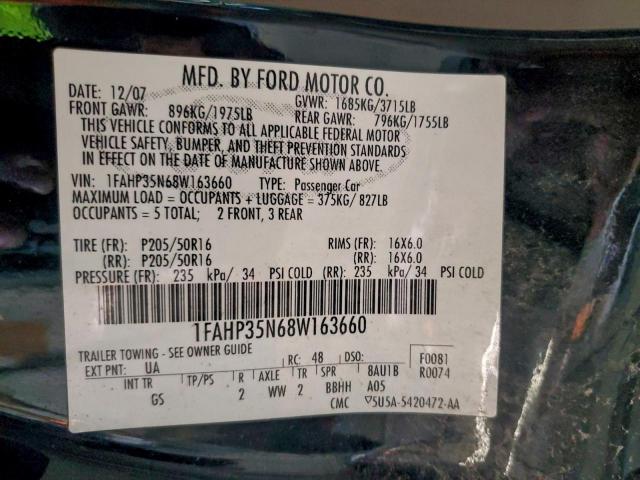 MFD. BY FORD MOTOR CO.
DATE: 12/07 GVWR: 1685KG/3715LB
FRONT GAWR: 896KG/1975LB REAR GAWR: 796KG/1755LB
THIS VEHICLE CONFORMS TO ALL APPLICABLE FEDERAL MOTOR
VEHICLE SAFETY, BUMPER, AND THEFT PREVENTION STANDARDS
IN EFFECT ON THE DATE OF MANUFACTURE SHOWN ABOVE.
VIN: 1FAHP35N68W163660 TYPE: Passenger Car
MAXIMUM LOAD = OCCUPANTS + LUGGAGE = 375KG/ 827LB
OCCUPANTS = 5 TOTAL; 2 FRONT, 3 REAR
TIRE (FR): P205/50R16 RIMS (FR): 16X6.0
(RR): P205/50R16 (RR): 16X6.0
PRESSURE (FR): 235 kPa/ 34 PSI COLD (RR): 235 kPa/ 34 PSI COLD
1FAHP35N68W163660
TRAILER TOWING - SEE OWNER GUIDE F0081
EXT PNT: UA RC: 48 DSO: R0074
INT TR TP/PS R AXLE TR SPR 8AU1B
GS 2 WW 2 BBHH A05
CMC ▽5U5A-5420472-AA